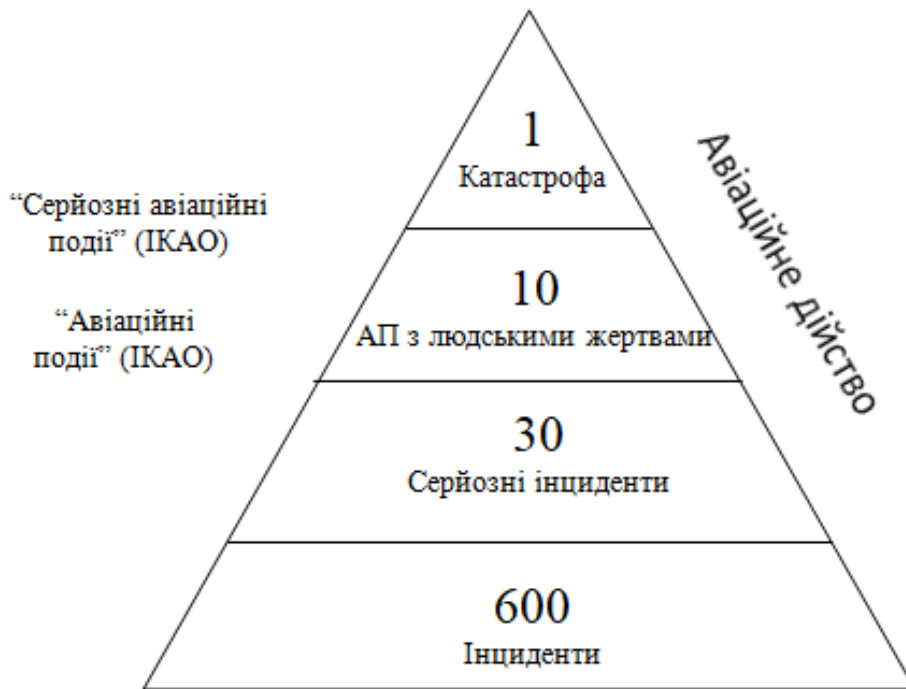 1
Катастрофа
“Серйозні авіаційні
події” (ІКАО)
10
АП з людськими жертвами
“Авіаційні
події” (ІКАО)
Авіаційне дійство
30
Серйозні інциденти
600
Інциденти